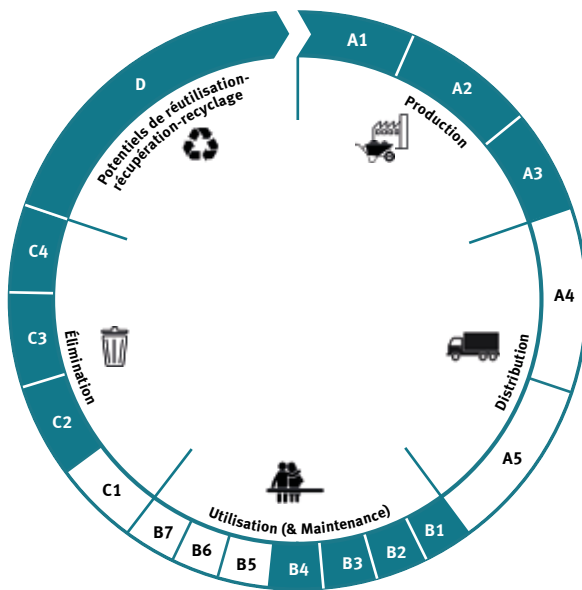 A1
A2
A3
Production
A4
Distribution
A5
B1
B2
B3
B4
B5
B6
B7
Utilisation (& Maintenance)
C1
C2
C3
C4
Élimination
D
Potentiels de réutilisation-
récupération-recyclage